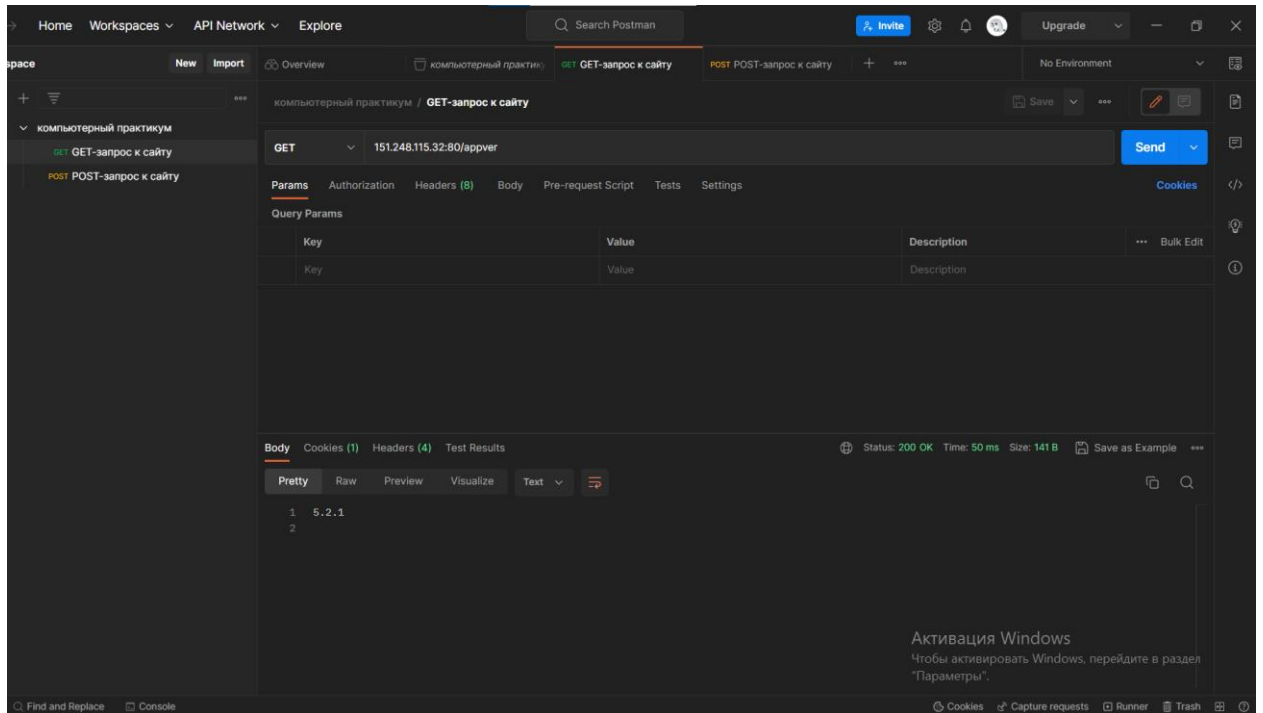 Home Workspaces API Network Explore Search Postman Invite Upgrade
space New Import Overview компьютерный практик GET GET-запрос к сайту POST POST-запрос к сайту No Environment
компьютерный практикум / GET-запрос к сайту Save
компьютерный практикум
GET GET-запрос к сайту
POST POST-запрос к сайту
GET 151.248.115.32:80/appver Send
Params Authorization Headers (8) Body Pre-request Script Tests Settings Cookies
Query Params
Key Value Description Bulk Edit
Key Value Description
Body Cookies (1) Headers (4) Test Results Status: 200 OK Time: 50 ms Size: 141 B Save as Example
Pretty Raw Preview Visualize Text
1 5.2.1
2
Активация Windows
Чтобы активировать Windows, перейдите в раздел
"Параметры".
Find and Replace Console Cookies Capture requests Runner Trash